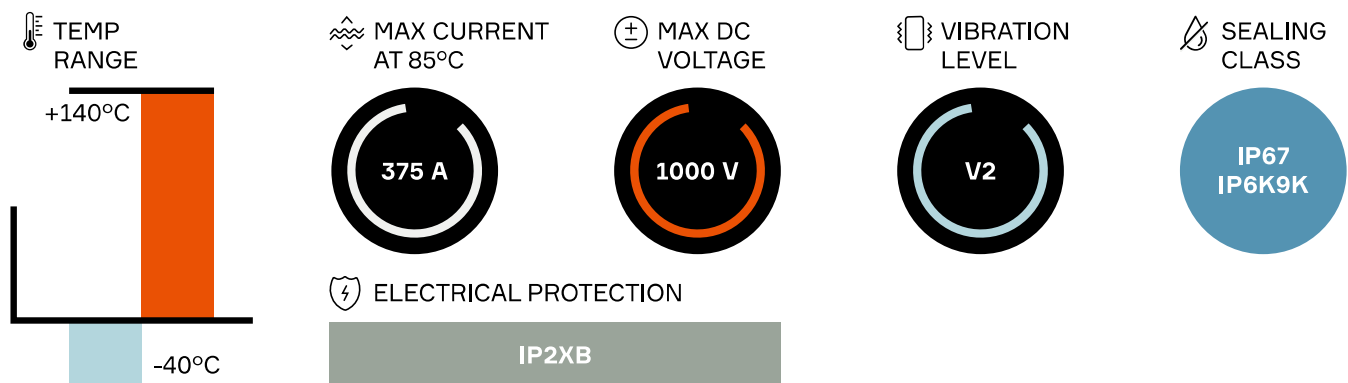 TEMP
RANGE
+140°C
-40°C
MAX CURRENT
AT 85°C
375 A
MAX DC
VOLTAGE
1000 V
VIBRATION
LEVEL
V2
SEALING
CLASS
IP67
IP6K9K
ELECTRICAL PROTECTION
IP2XB